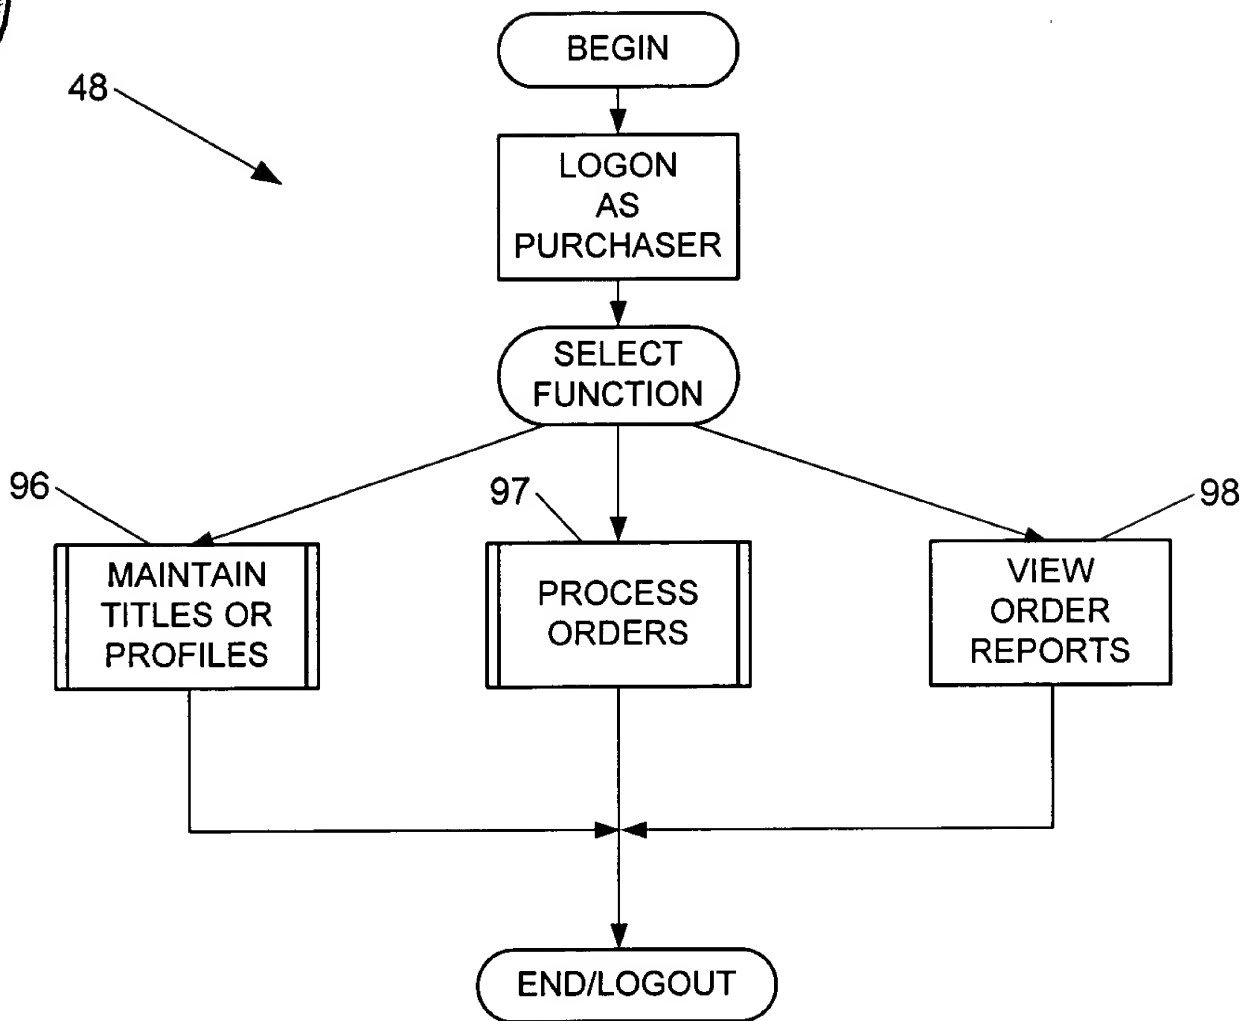 BEGIN
48
LOGON
AS
PURCHASER
SELECT
FUNCTION
96
97
98
MAINTAIN
TITLES OR
PROFILES
PROCESS
ORDERS
VIEW
ORDER
REPORTS
END/LOGOUT